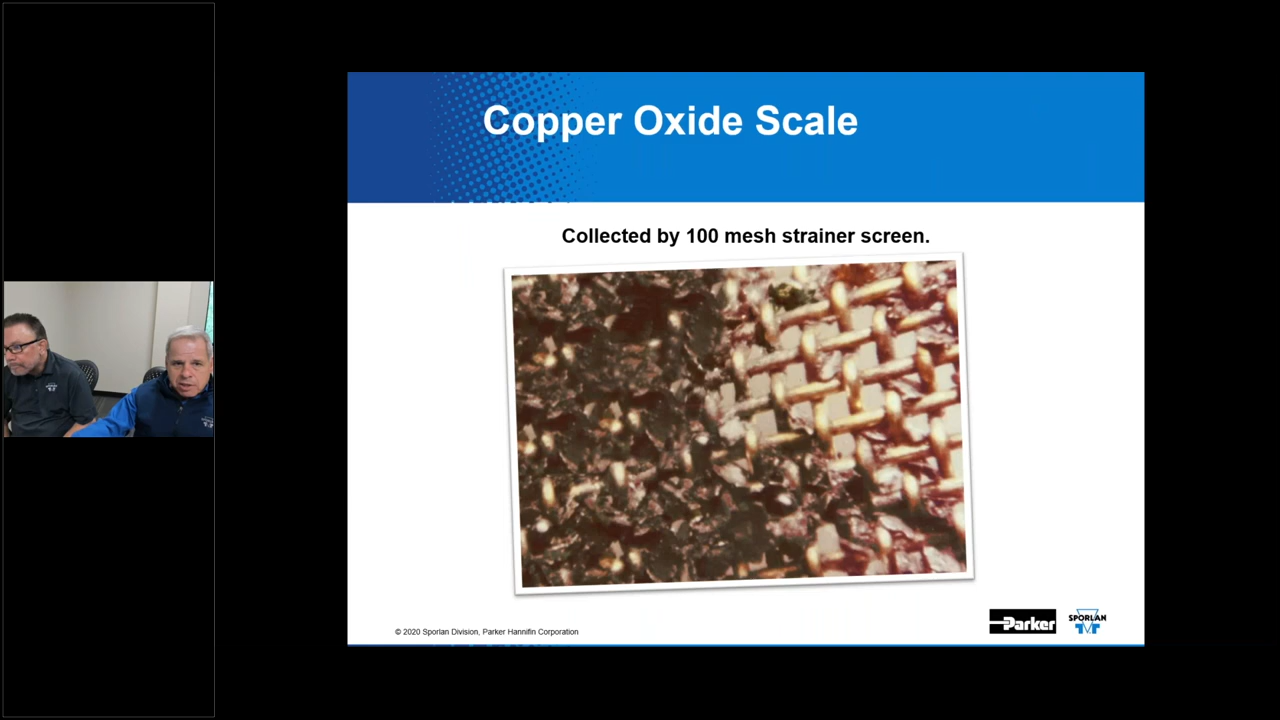 Copper Oxide Scale
Collected by 100 mesh strainer screen.
© 2020 Sporlan Division, Parker Hannifin Corporation
Parker
SPORLAN